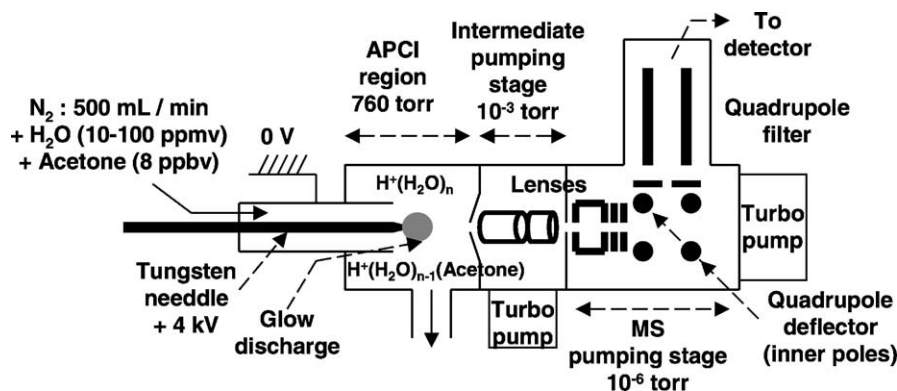 N₂ : 500 mL / min
+ H₂O (10-100 ppmv)
+ Acetone (8 ppbv)
0 V
APCI
region
760 torr
Intermediate
pumping
stage
10⁻³ torr
To
detector
Quadrupole
filter
H⁺(H₂O)ₙ
Lenses
Turbo
pump
H⁺(H₂O)ₙ₋₁(Acetone)
Tungsten
needdle
+ 4 kV
Glow
discharge
Turbo
pump
MS
pumping stage
10⁻⁶ torr
Quadrupole
deflector
(inner poles)